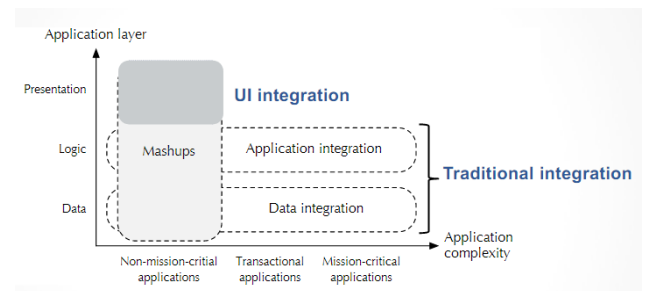 Application layer
Presentation
UI integration
Logic
Mashups
Application integration
Traditional integration
Data
Data integration
Application
complexity
Non-mission-critial
applications
Transactional
applications
Mission-critical
applications